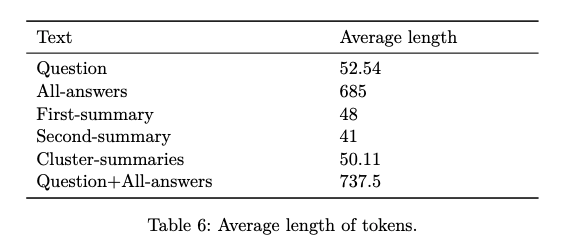 Text Average length
Question 52.54
All-answers 685
First-summary 48
Second-summary 41
Cluster-summaries 50.11
Question+All-answers 737.5
Table 6: Average length of tokens.